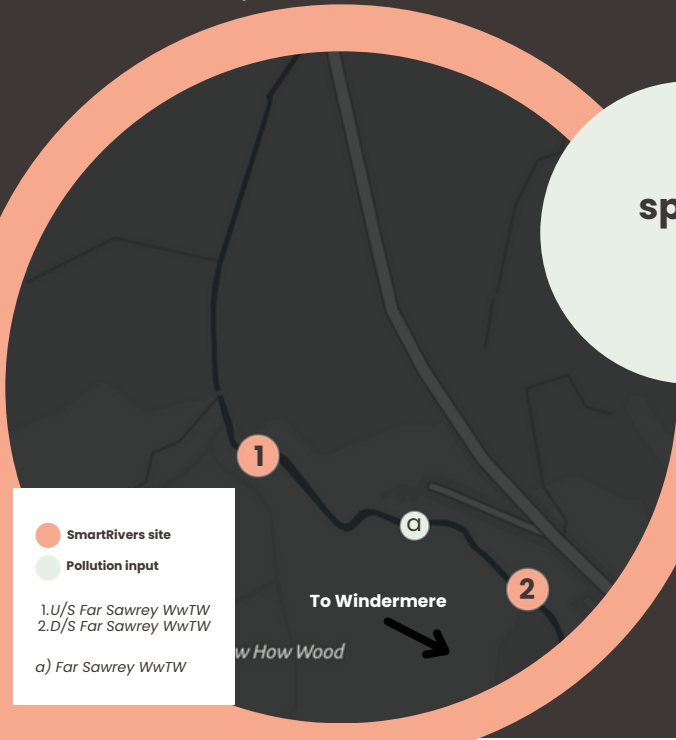 sp
1
a
2
To Windermere
w How Wood
SmartRivers site
Pollution input
1.U/S Far Sawrey WwTW
2.D/S Far Sawrey WwTW
a) Far Sawrey WwTW